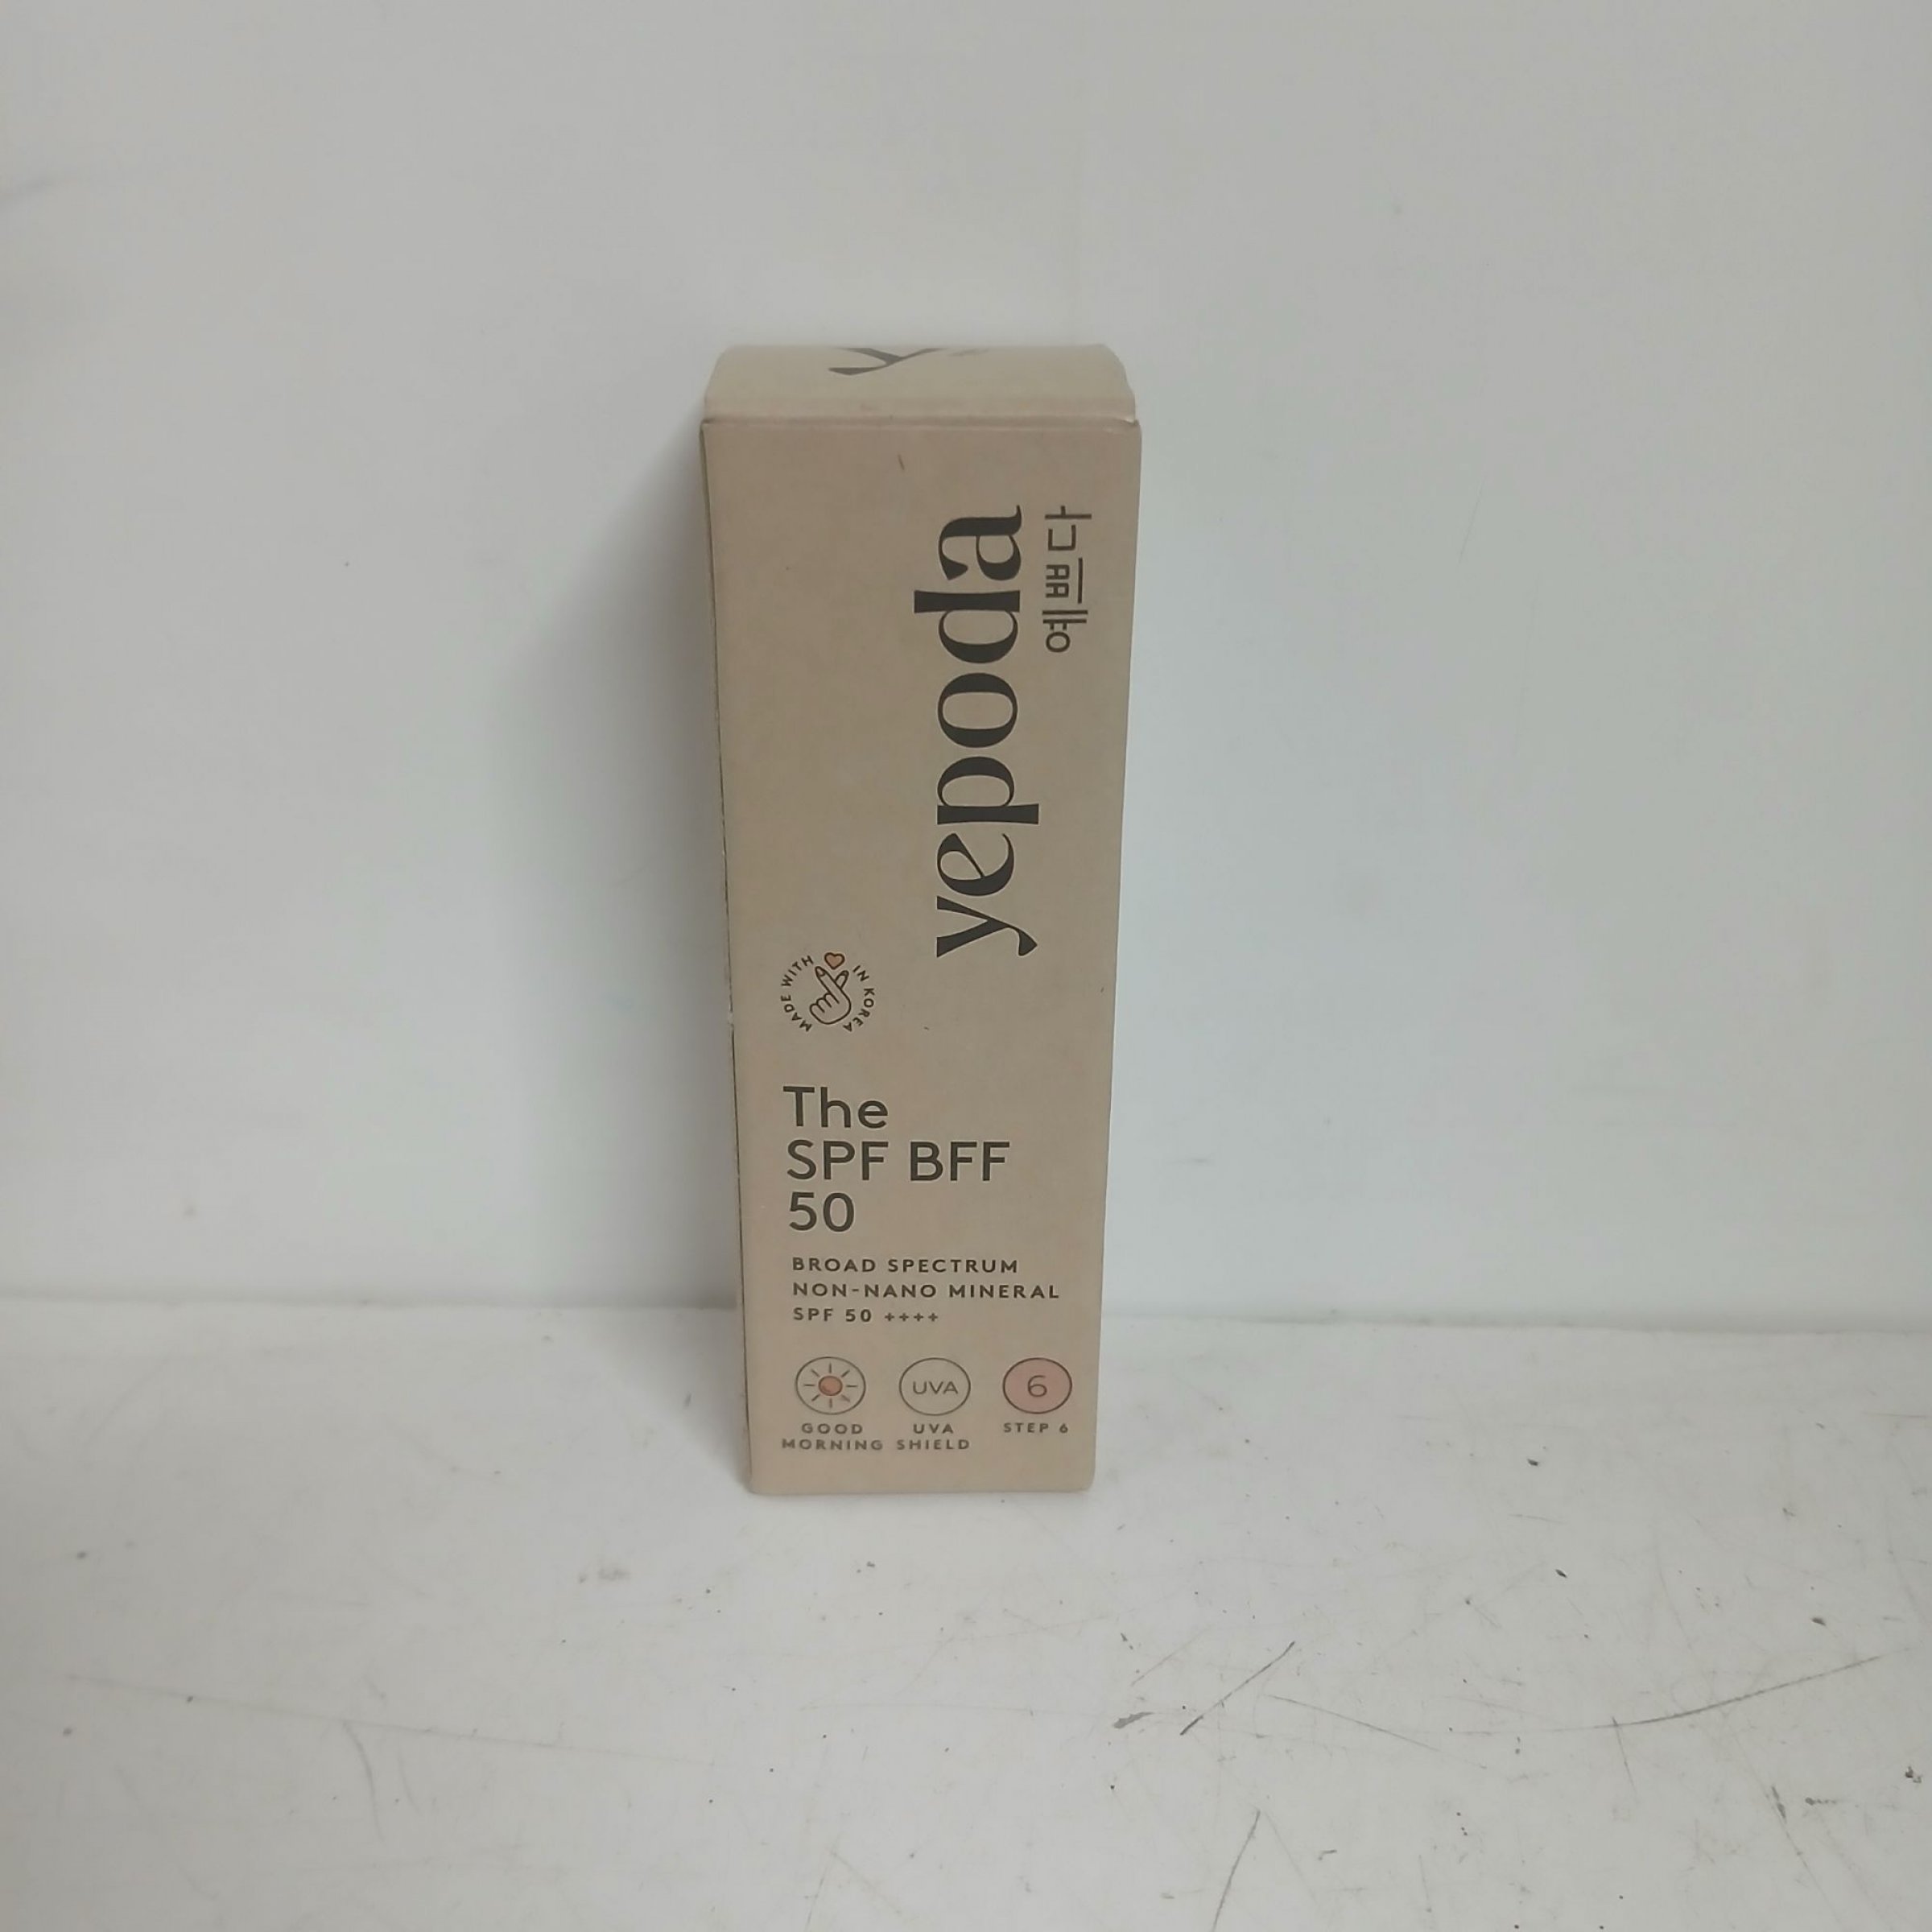 yepoda
예쁘다
MADE WITH IN KOREA
The
SPF BFF
50
BROAD SPECTRUM
NON-NANO MINERAL
SPF 50 ++++
UVA
6
GOOD MORNING
UVA SHIELD
STEP 6